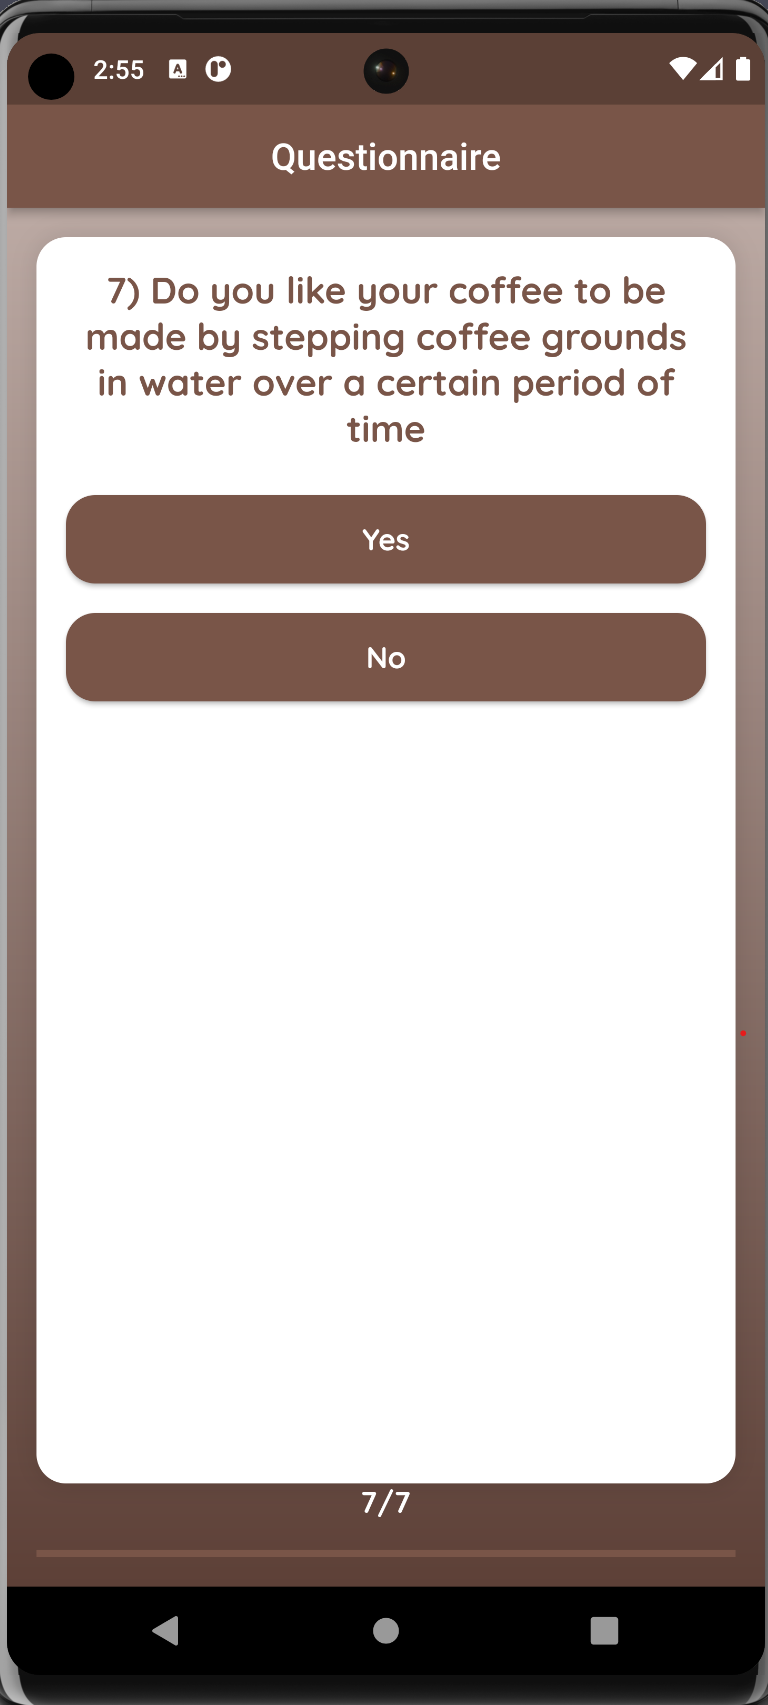 2:55
Questionnaire
7) Do you like your coffee to be
made by stepping coffee grounds
in water over a certain period of
time
Yes
No
7/7